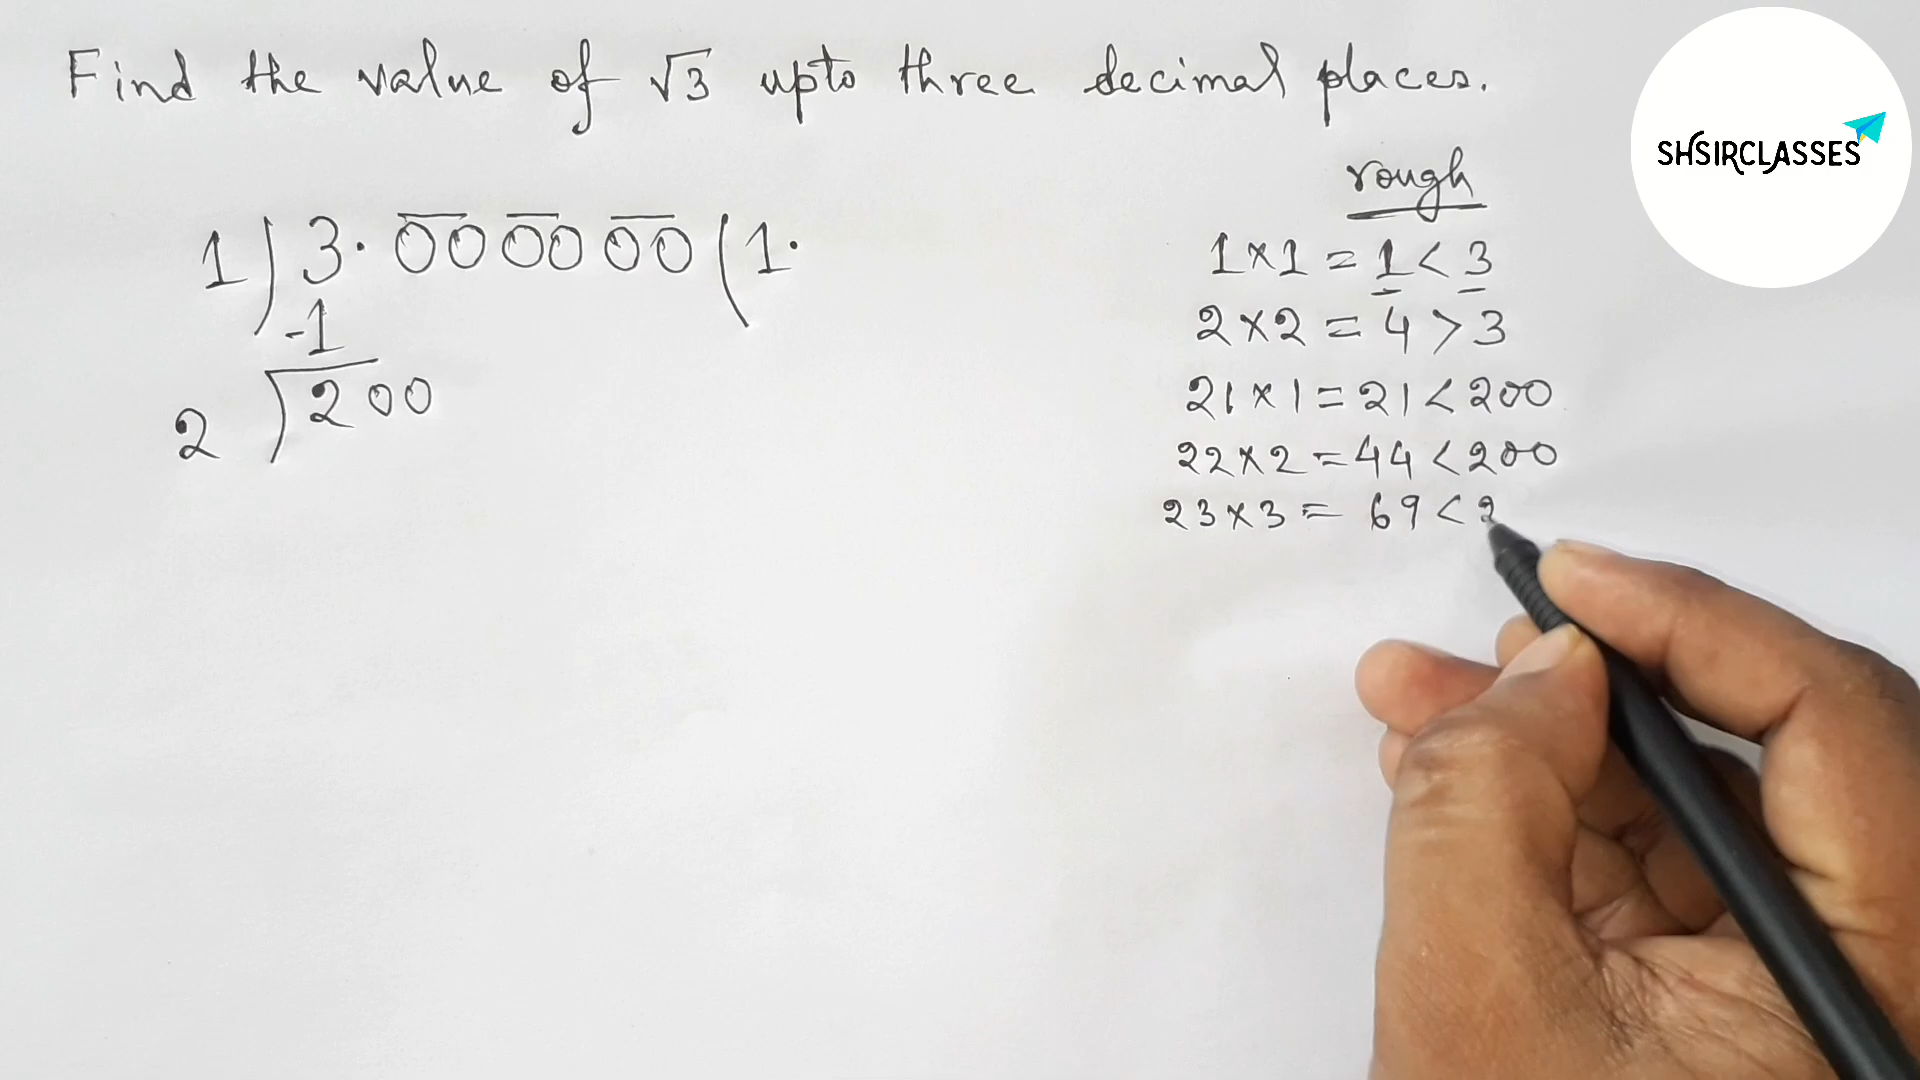 Find the value of √3 upto three decimal places.
SHSIRCLASSES
rough
1) 3. 00 00 00 (1.
-1
2 200
1×1 = 1 < 3
2×2 = 4 > 3
21×1 = 21 < 200
22×2 = 44 < 200
23×3 = 69 < 2